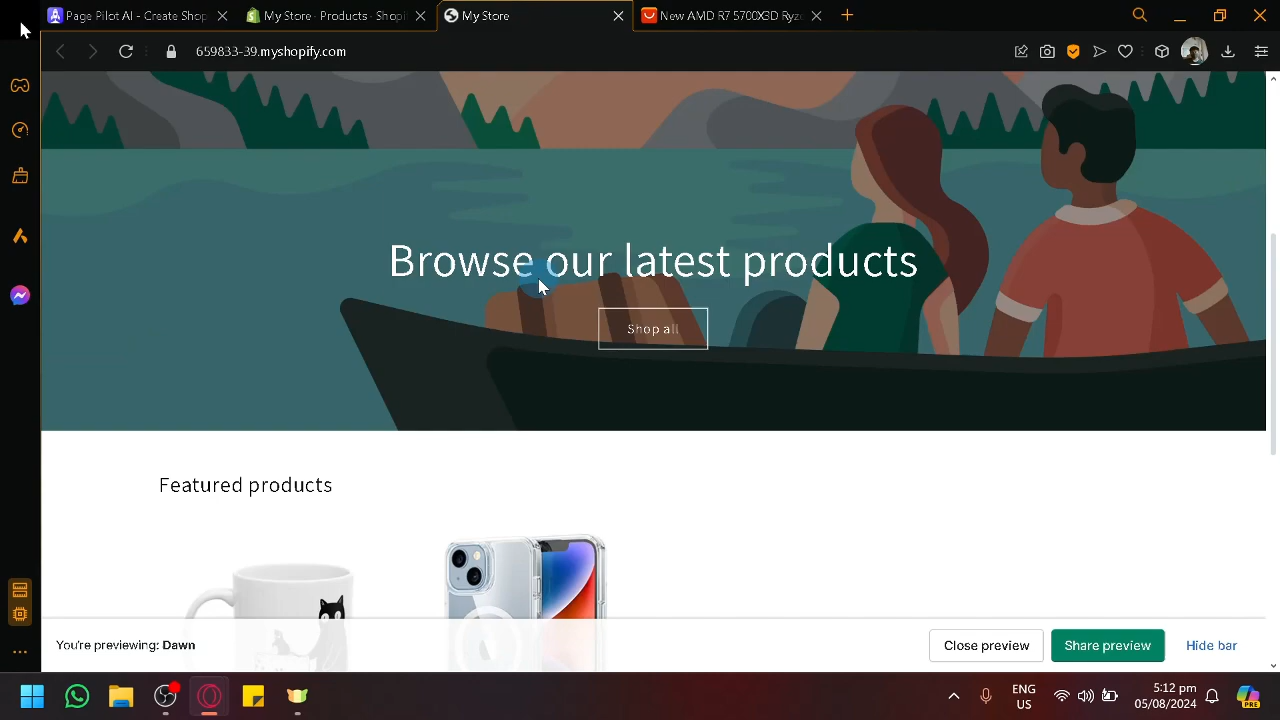 Page Pilot AI - Create Shop
My Store · Products · Shopif
My Store
New AMD R7 5700X3D Ryz
659833-39.myshopify.com
Browse our latest products
Shop all
Featured products
You're previewing: Dawn
Close preview
Share preview
Hide bar
ENG
US
5:12 pm
05/08/2024
PRE